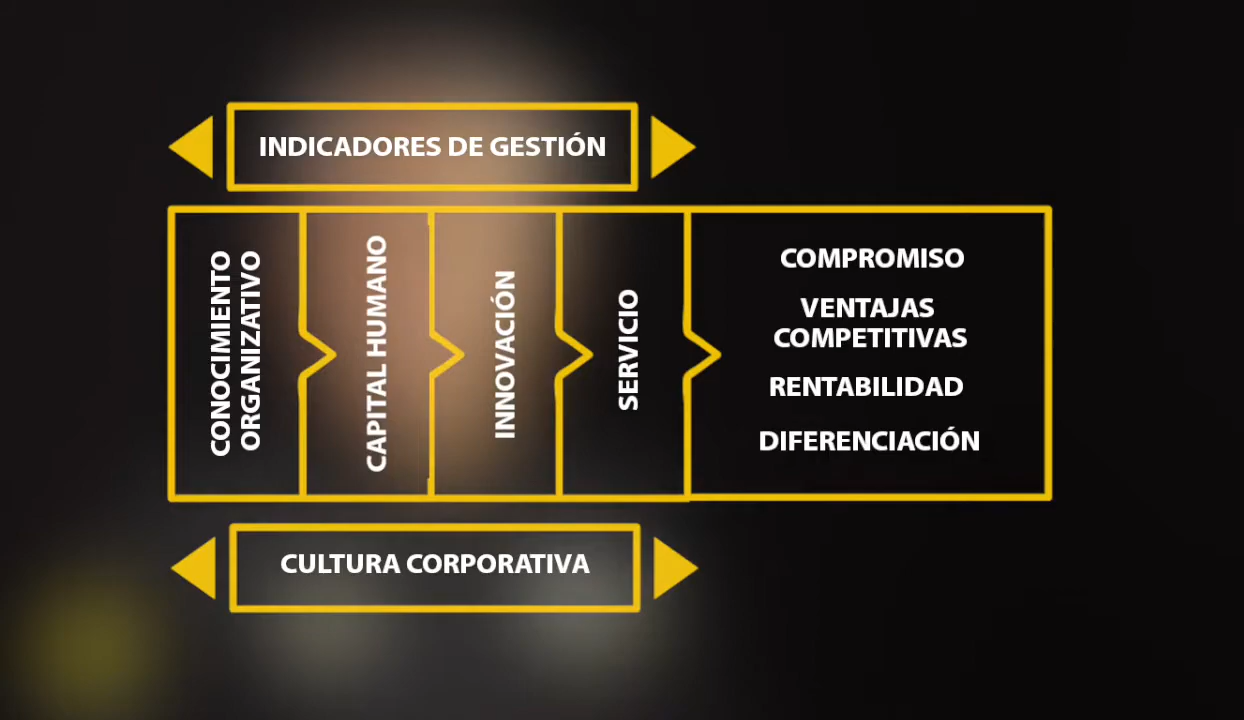 INDICADORES DE GESTIÓN
CONOCIMIENTO
ORGANIZATIVO
CAPITAL HUMANO
INNOVACIÓN
SERVICIO
COMPROMISO
VENTAJAS
COMPETITIVAS
RENTABILIDAD
DIFERENCIACIÓN
CULTURA CORPORATIVA